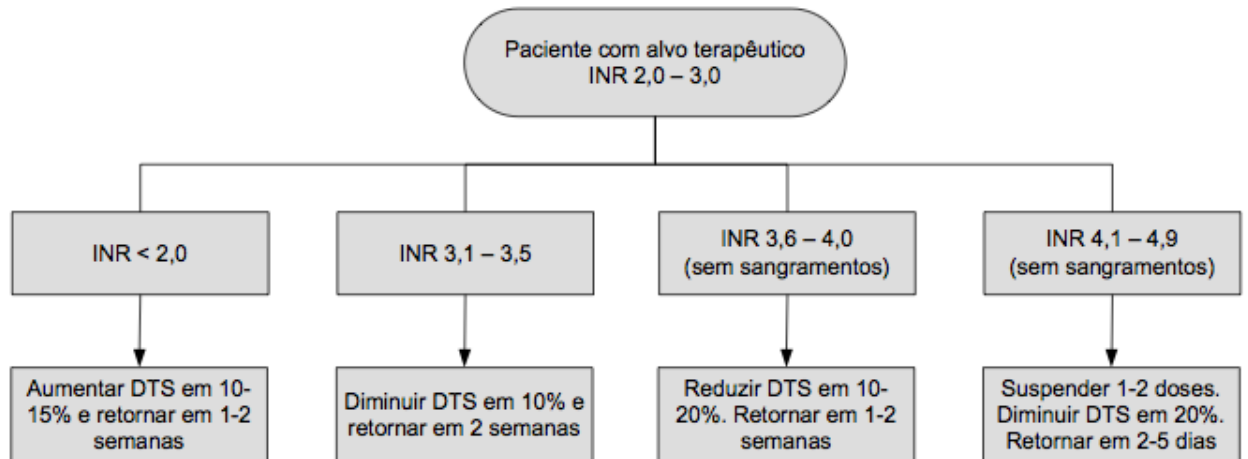 Paciente com alvo terapêutico
INR 2,0 – 3,0
INR < 2,0
INR 3,1 – 3,5
INR 3,6 – 4,0
(sem sangramentos)
INR 4,1 – 4,9
(sem sangramentos)
Aumentar DTS em 10-
15% e retornar em 1-2
semanas
Diminuir DTS em 10% e
retornar em 2 semanas
Reduzir DTS em 10-
20%. Retornar em 1-2
semanas
Suspender 1-2 doses.
Diminuir DTS em 20%.
Retornar em 2-5 dias